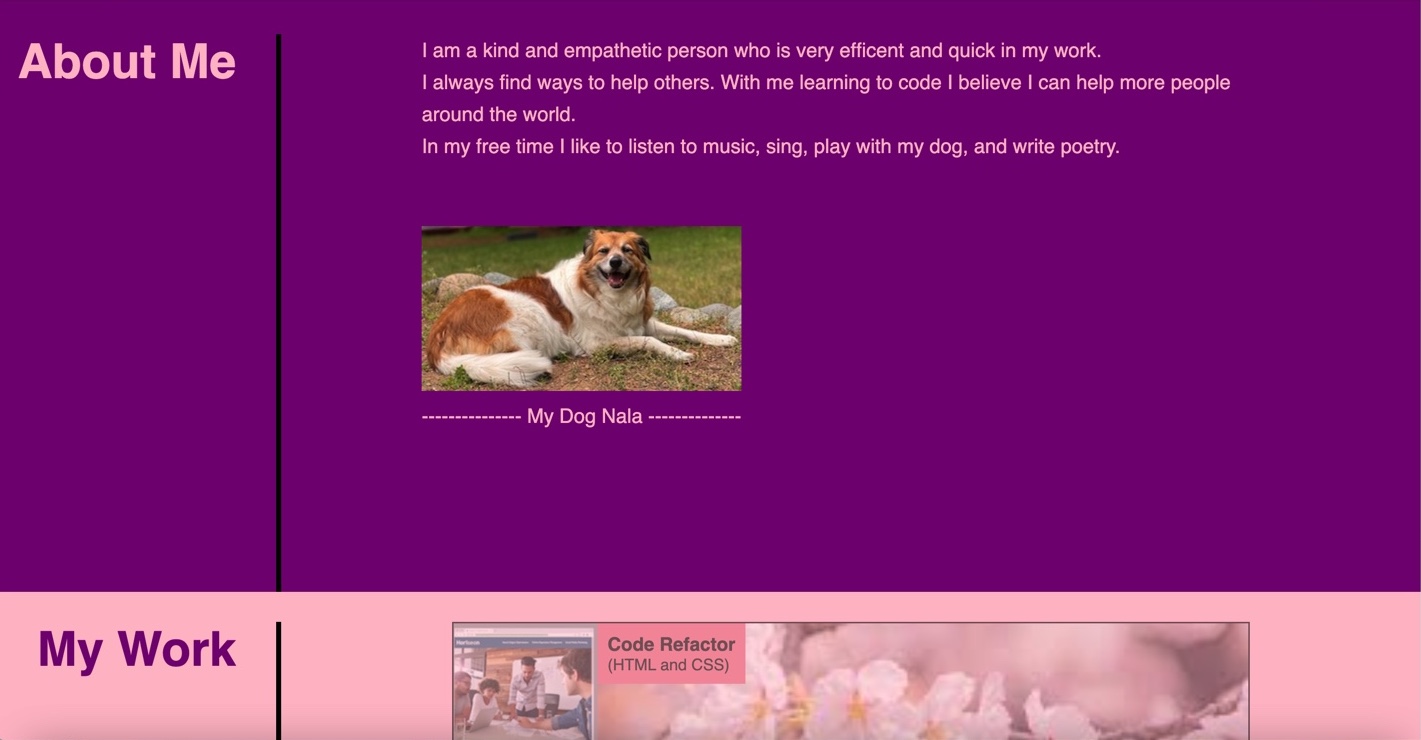 About Me
I am a kind and empathetic person who is very efficent and quick in my work.
I always find ways to help others. With me learning to code I believe I can help more people
around the world.
In my free time I like to listen to music, sing, play with my dog, and write poetry.
--------------- My Dog Nala --------------
My Work
Code Refactor
(HTML and CSS)